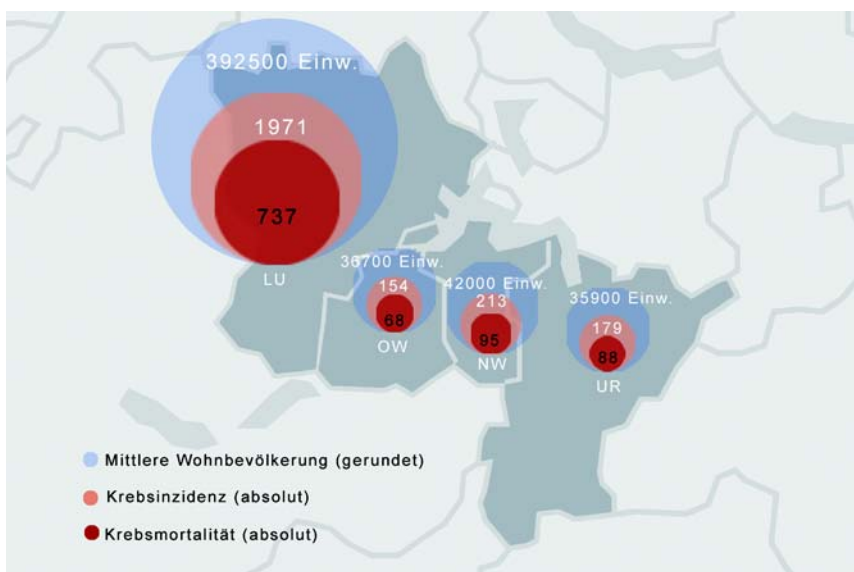 392500 Einw.
1971
737
LU
36700 Einw.
154
68
OW
42000 Einw.
213
95
NW
35900 Einw.
179
88
UR
Mittlere Wohnbevölkerung (gerundet)
Krebsinzidenz (absolut)
Krebsmortalität (absolut)